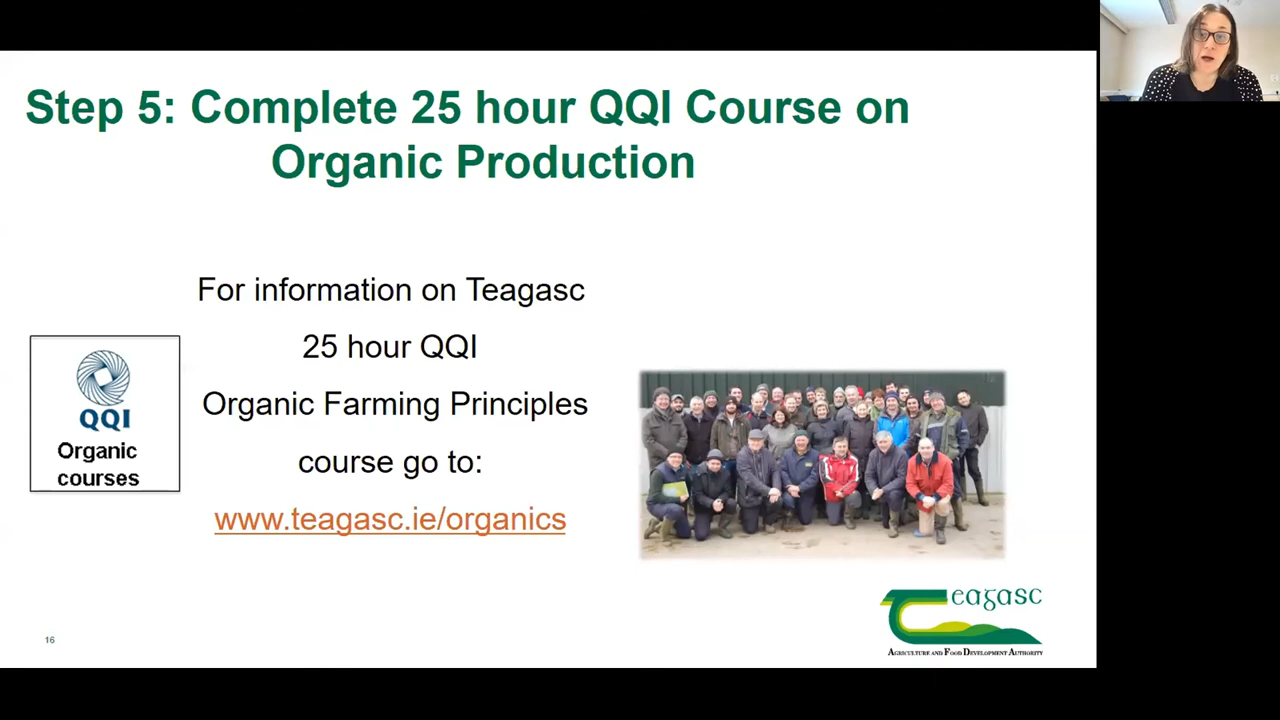 Step 5: Complete 25 hour QQI Course on
Organic Production
For information on Teagasc
25 hour QQI
Organic Farming Principles
course go to:
www.teagasc.ie/organics
QQI
Organic
courses
Teagasc
AGRICULTURE AND FOOD DEVELOPMENT AUTHORITY
16